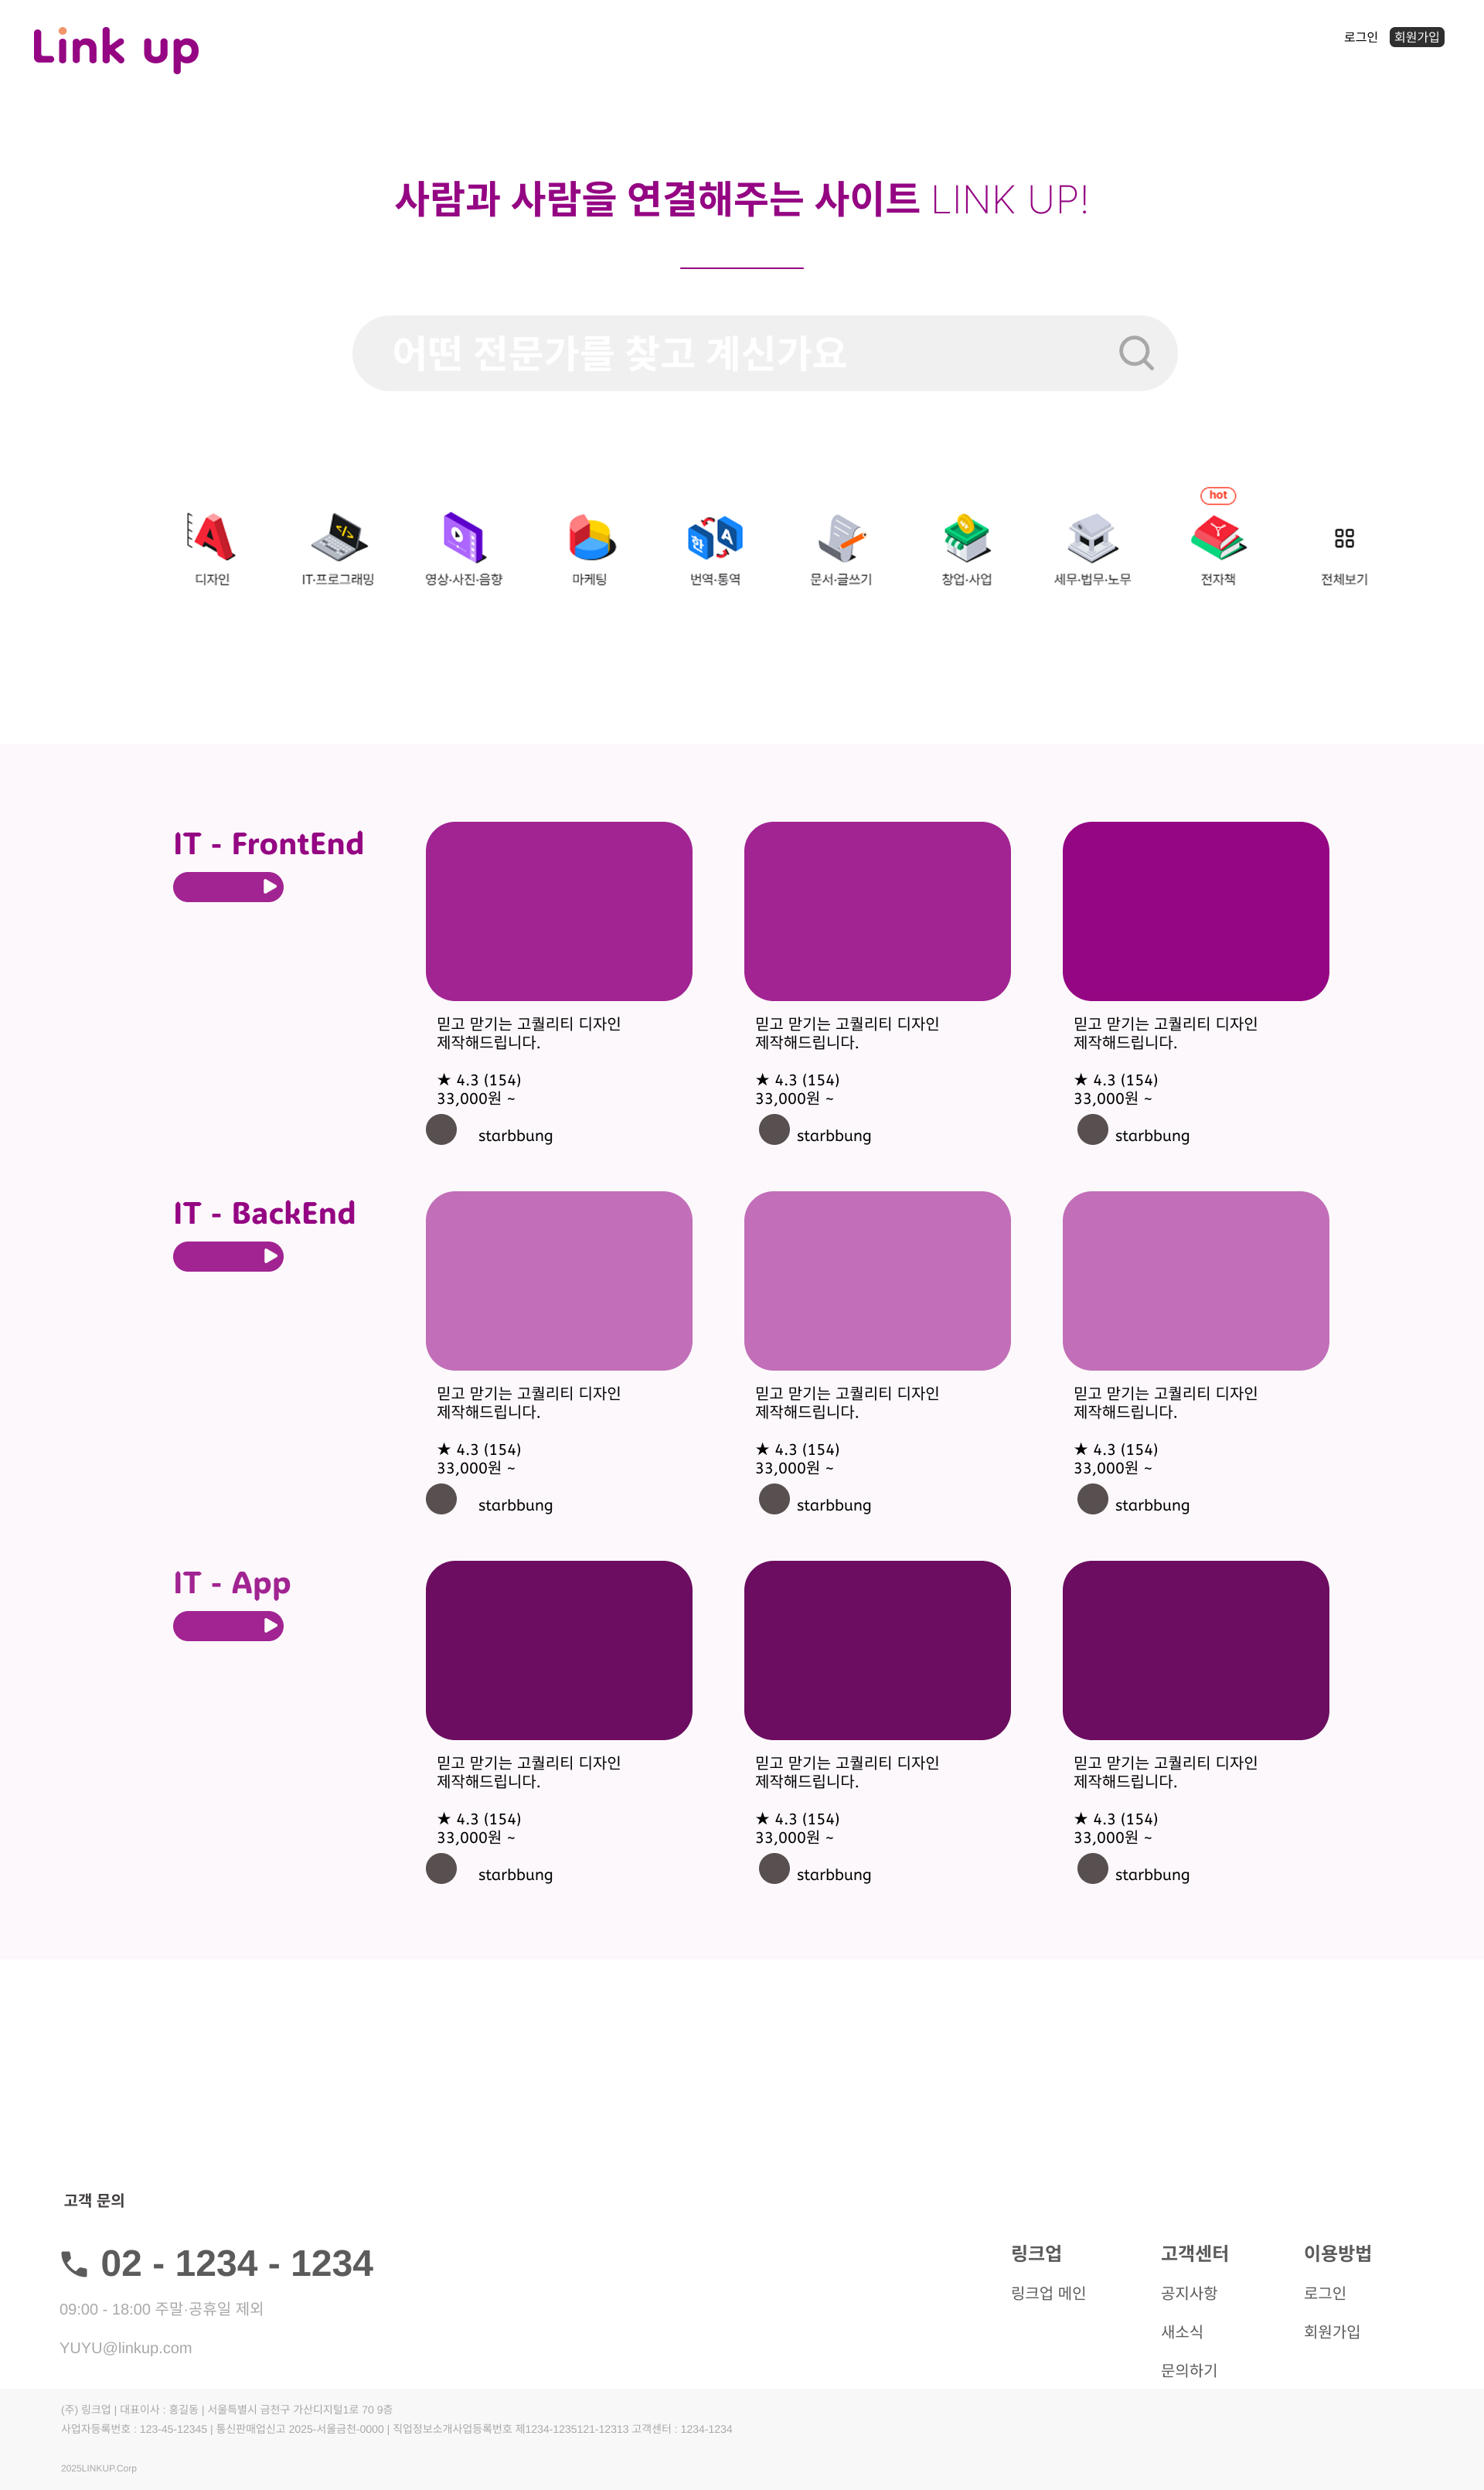 Link up
로그인 회원가입
사람과 사람을 연결해주는 사이트 LINK UP!
어떤 전문가를 찾고 계신가요
hot
디자인 IT·프로그래밍 영상·사진·음향 마케팅 번역·통역 문서·글쓰기 창업·사업 세무·법무·노무 전자책 전체보기
IT - FrontEnd
믿고 맏기는 고퀄리티 디자인
제작해드립니다.
★ 4.3 (154)
33,000원 ~
starbbung
믿고 맏기는 고퀄리티 디자인
제작해드립니다.
★ 4.3 (154)
33,000원 ~
starbbung
믿고 맏기는 고퀄리티 디자인
제작해드립니다.
★ 4.3 (154)
33,000원 ~
starbbung
IT - BackEnd
믿고 맏기는 고퀄리티 디자인
제작해드립니다.
★ 4.3 (154)
33,000원 ~
starbbung
믿고 맏기는 고퀄리티 디자인
제작해드립니다.
★ 4.3 (154)
33,000원 ~
starbbung
믿고 맏기는 고퀄리티 디자인
제작해드립니다.
★ 4.3 (154)
33,000원 ~
starbbung
IT - App
믿고 맏기는 고퀄리티 디자인
제작해드립니다.
★ 4.3 (154)
33,000원 ~
starbbung
믿고 맏기는 고퀄리티 디자인
제작해드립니다.
★ 4.3 (154)
33,000원 ~
starbbung
믿고 맏기는 고퀄리티 디자인
제작해드립니다.
★ 4.3 (154)
33,000원 ~
starbbung
고객 문의
02 - 1234 - 1234
09:00 - 18:00 주말·공휴일 제외
YUYU@linkup.com
링크업
링크업 메인
고객센터
공지사항
새소식
문의하기
이용방법
로그인
회원가입
(주) 링크업 | 대표이사 : 홍길동 | 서울특별시 금천구 가산디지털1로 70 9층
사업자등록번호 : 123-45-12345 | 통신판매업신고 2025-서울금천-0000 | 직업정보소개사업등록번호 제1234-1235121-12313 고객센터 : 1234-1234
2025LINKUP.Corp